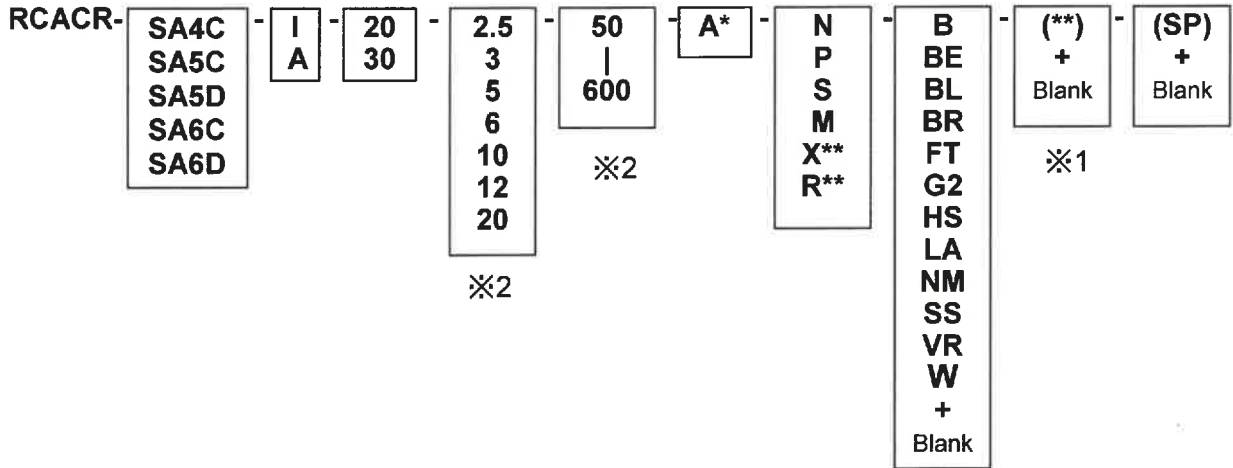 RCACR- SA4C - I - 20 - 2.5 - 50 - A* - N - B - (**) - (SP)
SA5C A 30 3 | P BE + +
SA5D 5 600 S BL Blank Blank
SA6C 6 M BR
SA6D 10 ※2 X** FT ※1
12 R** G2
20 HS
LA
※2 NM
SS
VR
W
+
Blank